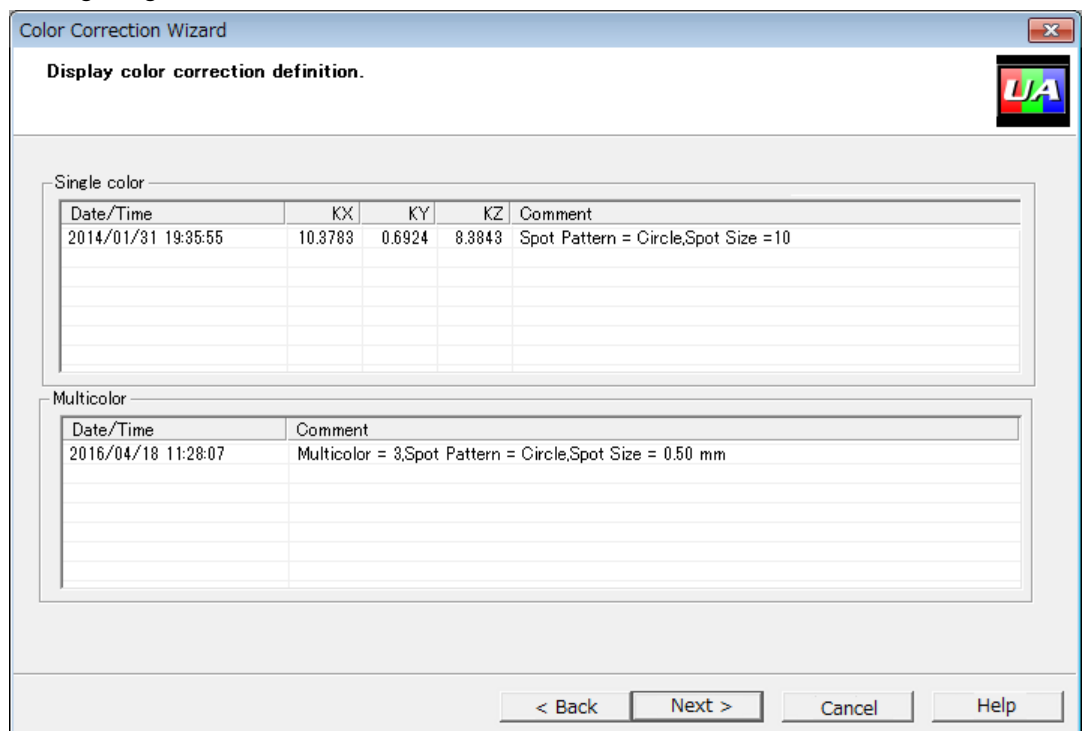 Color Correction Wizard
Display color correction definition.
UA
Single color
Date/Time KX KY KZ Comment
2014/01/31 19:35:55 10.3783 0.6924 8.3843 Spot Pattern = Circle,Spot Size =10
Multicolor
Date/Time Comment
2016/04/18 11:28:07 Multicolor = 3,Spot Pattern = Circle,Spot Size = 0.50 mm
< Back Next > Cancel Help